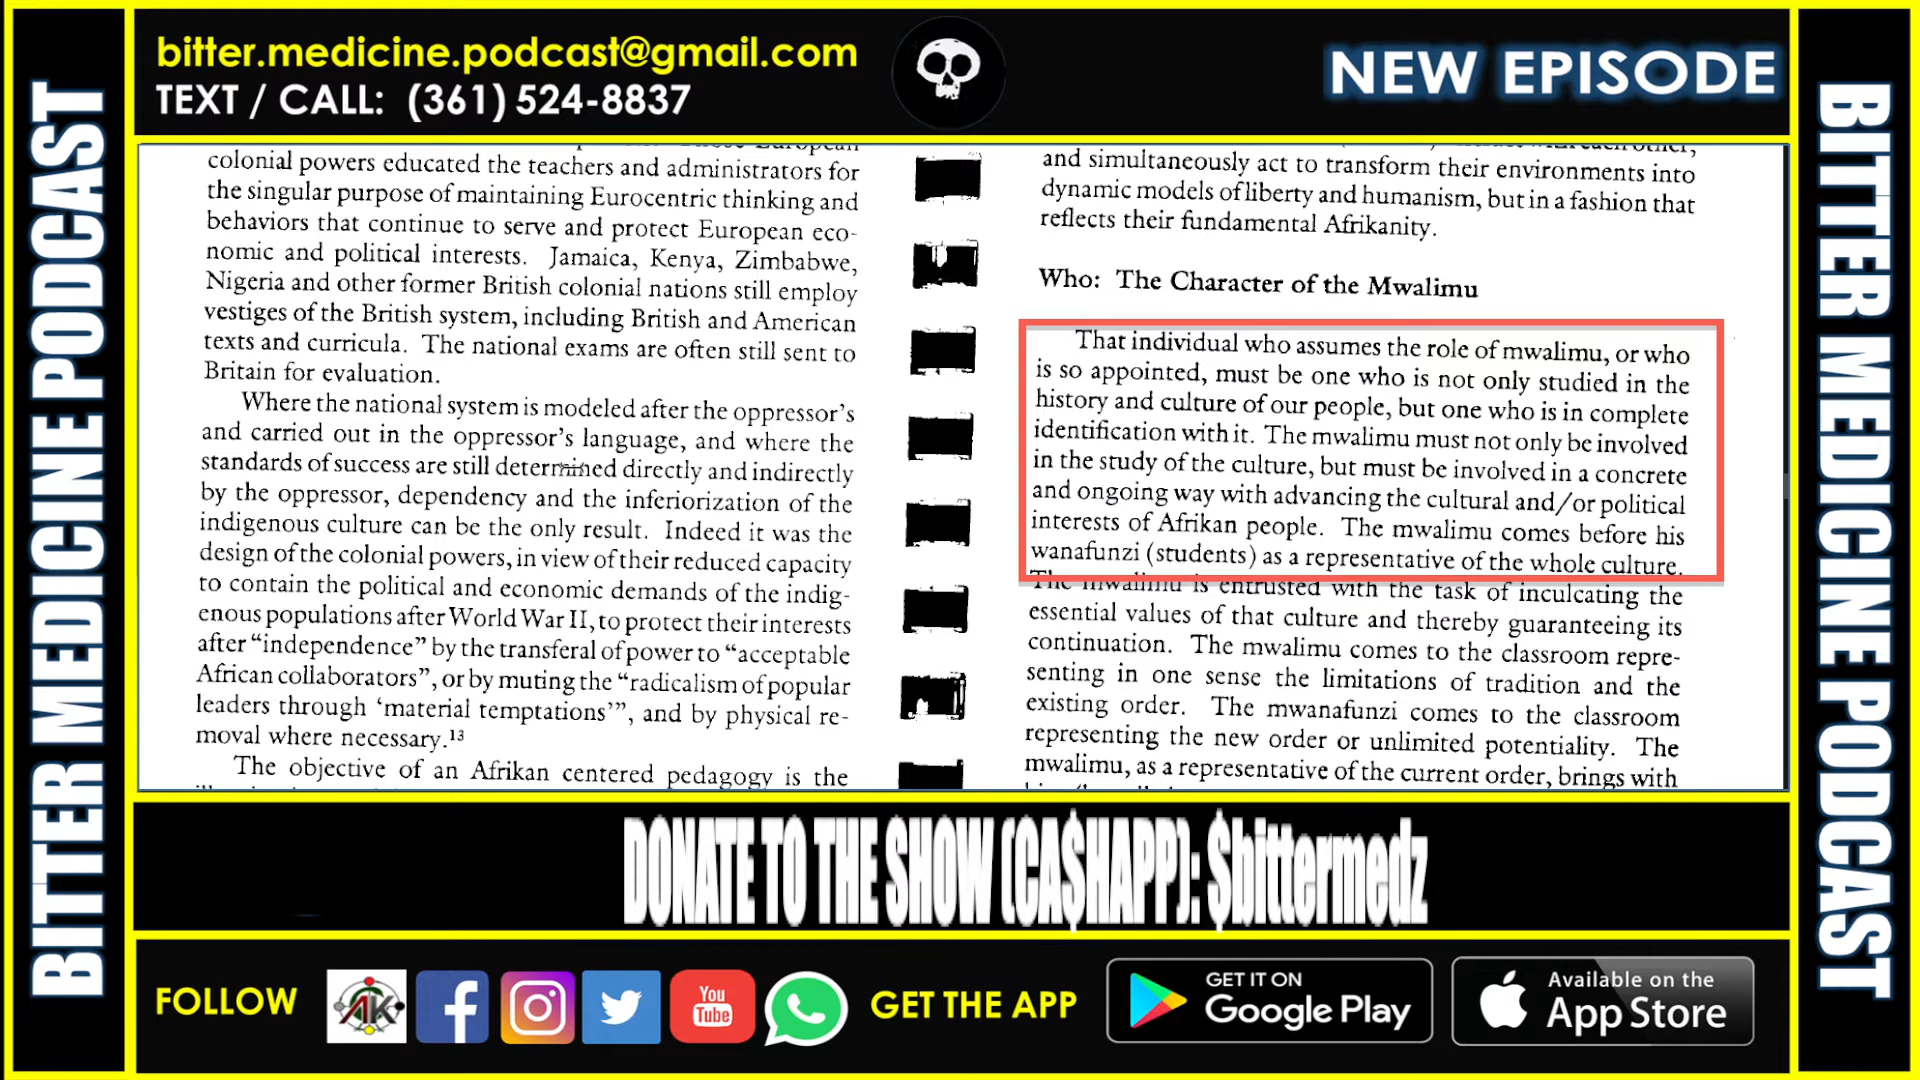 BITTER MEDICINE PODCAST
bitter.medicine.podcast@gmail.com
TEXT / CALL: (361) 524-8837
NEW EPISODE
colonial powers educated the teachers and administrators for
the singular purpose of maintaining Eurocentric thinking and
behaviors that continue to serve and protect European eco-
nomic and political interests. Jamaica, Kenya, Zimbabwe,
Nigeria and other former British colonial nations still employ
vestiges of the British system, including British and American
texts and curricula. The national exams are often still sent to
Britain for evaluation.
Where the national system is modeled after the oppressor's
and carried out in the oppressor's language, and where the
standards of success are still determined directly and indirectly
by the oppressor, dependency and the inferiorization of the
indigenous culture can be the only result. Indeed it was the
design of the colonial powers, in view of their reduced capacity
to contain the political and economic demands of the indig-
enous populations after World War II, to protect their interests
after “independence” by the transferal of power to “acceptable
African collaborators”, or by muting the “radicalism of popular
leaders through ‘material temptations’”, and by physical re-
moval where necessary.13
The objective of an Afrikan centered pedagogy is the
and simultaneously act to transform their environments into
dynamic models of liberty and humanism, but in a fashion that
reflects their fundamental Afrikanity.
Who: The Character of the Mwalimu
That individual who assumes the role of mwalimu, or who
is so appointed, must be one who is not only studied in the
history and culture of our people, but one who is in complete
identification with it. The mwalimu must not only be involved
in the study of the culture, but must be involved in a concrete
and ongoing way with advancing the cultural and/or political
interests of Afrikan people. The mwalimu comes before his
wanafunzi (students) as a representative of the whole culture.
The mwalimu is entrusted with the task of inculcating the
essential values of that culture and thereby guaranteeing its
continuation. The mwalimu comes to the classroom repre-
senting in one sense the limitations of tradition and the
existing order. The mwanafunzi comes to the classroom
representing the new order or unlimited potentiality. The
mwalimu, as a representative of the current order, brings with
BITTER MEDICINE PODCAST
DONATE TO THE SHOW (CA$HAPP): $bittermedz
FOLLOW
AK
You
Tube
GET THE APP
GET IT ON
Google Play
Available on the
App Store